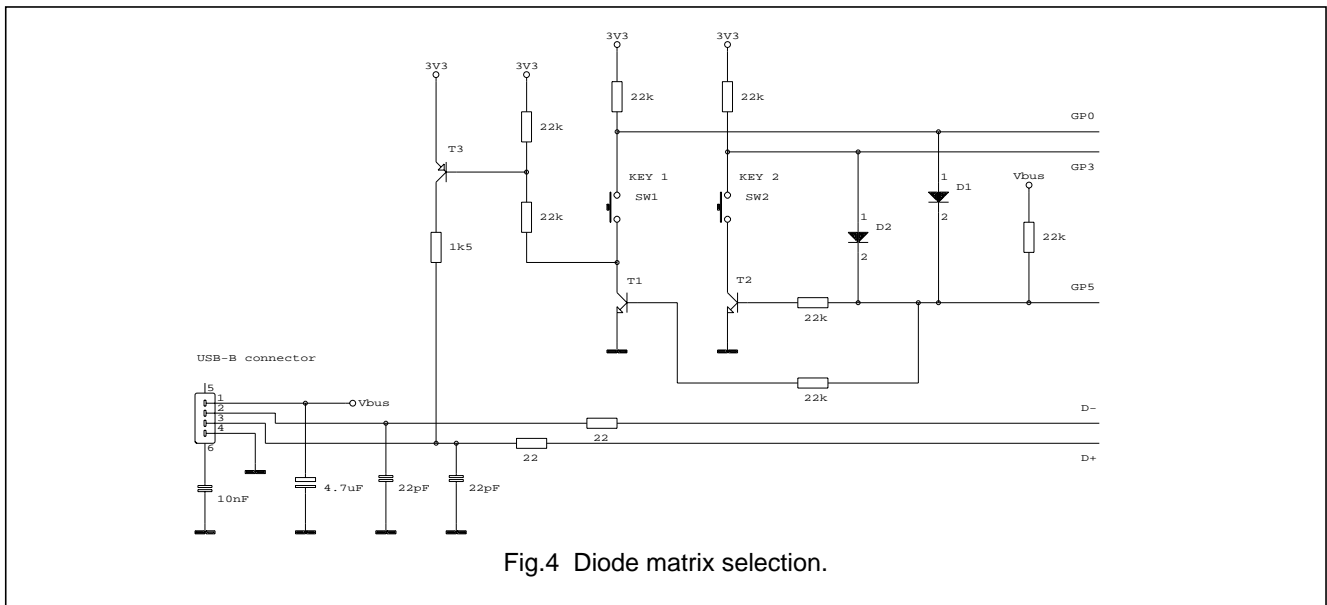 3V3 3V3
3V3 3V3
22k 22k
22k
GP0
GP3
T3
KEY 1 KEY 2
SW1 SW2
1 D1
2
Vbus
22k
22k
1 D2
2
1k5
T1 T2
GP5
22k
22k
USB-B connector
5
1
2
3
4
6
Vbus
D-
22
D+
22
10nF 4.7uF 22pF 22pF
Fig.4 Diode matrix selection.